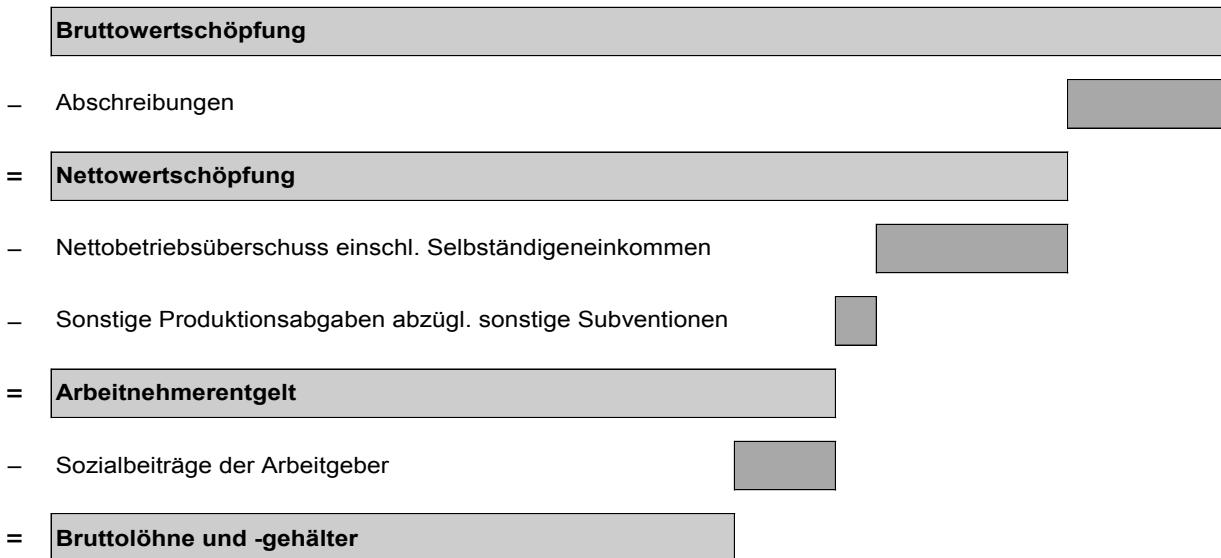 Bruttowertschöpfung
– Abschreibungen
= Nettowertschöpfung
– Nettobetriebsüberschuss einschl. Selbständigeneinkommen
– Sonstige Produktionsabgaben abzügl. sonstige Subventionen
= Arbeitnehmerentgelt
– Sozialbeiträge der Arbeitgeber
= Bruttolöhne und -gehälter